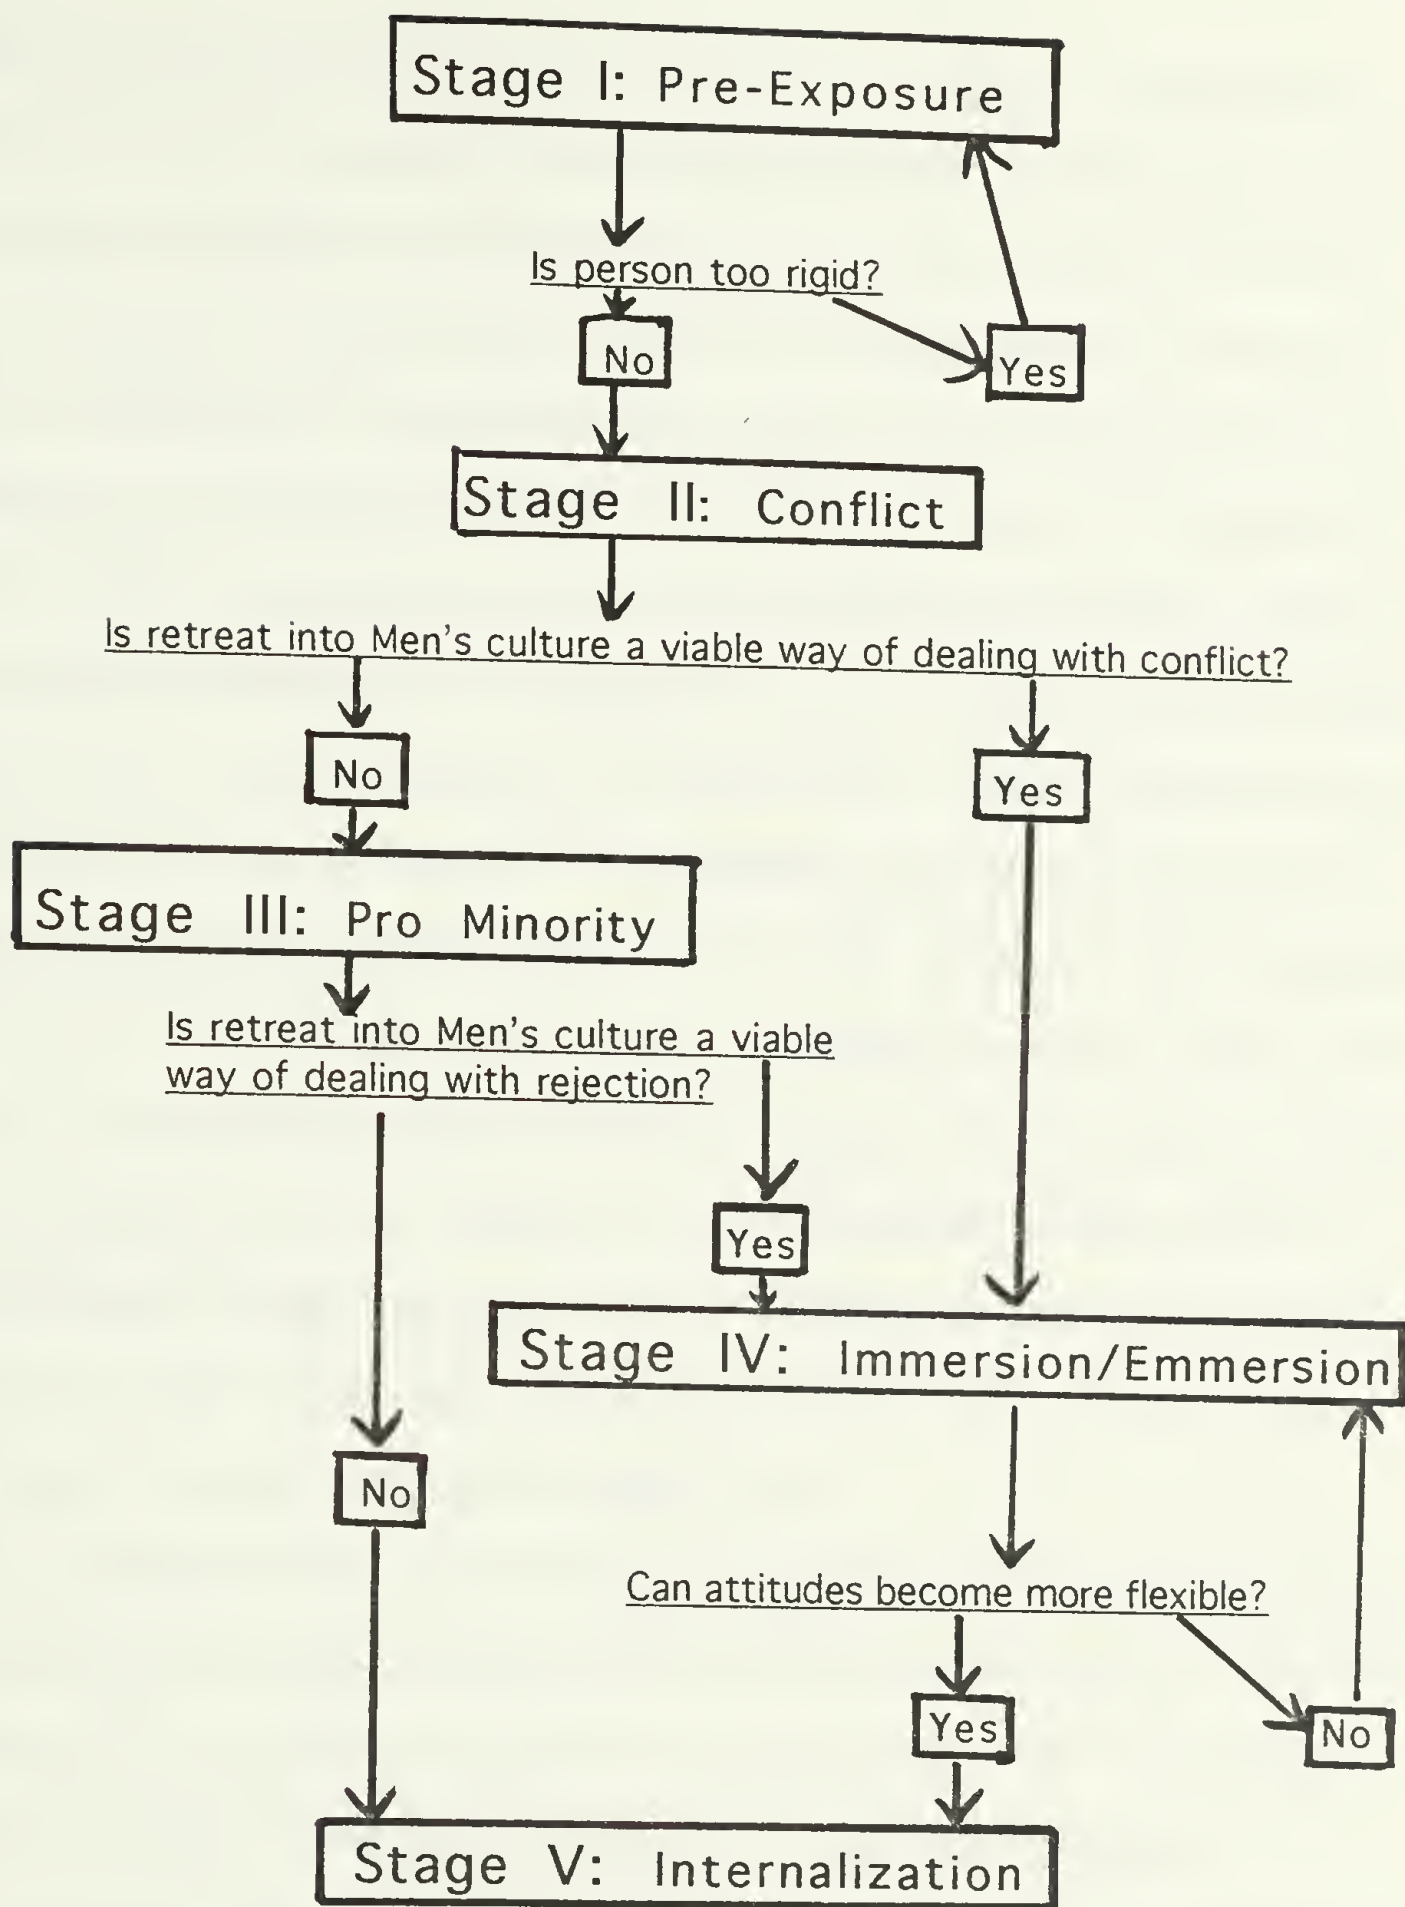 Stage I: Pre-Exposure
Is person too rigid?
No
Yes
Stage II: Conflict
Is retreat into Men's culture a viable way of dealing with conflict?
No
Yes
Stage III: Pro Minority
Is retreat into Men's culture a viable
way of dealing with rejection?
Yes
Stage IV: Immersion/Emmersion
No
Can attitudes become more flexible?
Yes
No
Stage V: Internalization